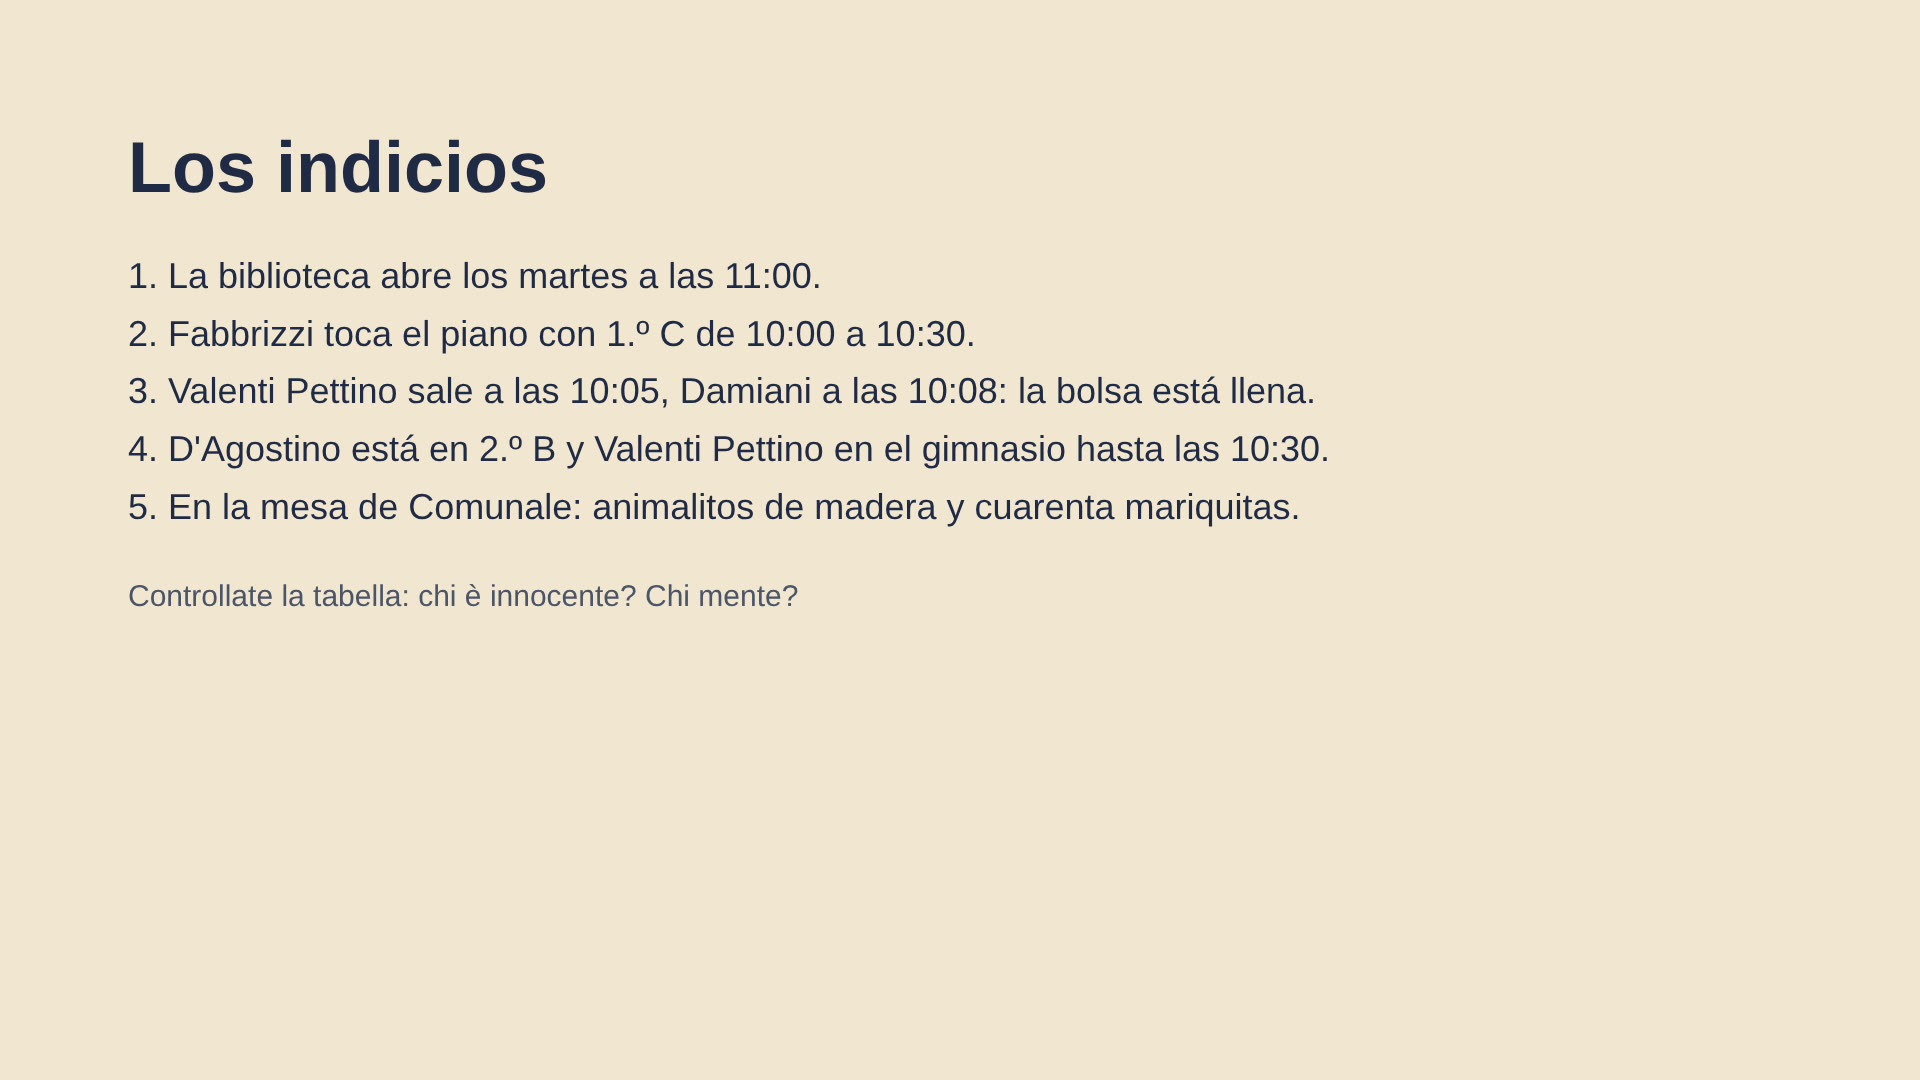 Los indicios
1. La biblioteca abre los martes a las 11:00.
2. Fabbrizzi toca el piano con 1.º C de 10:00 a 10:30.
3. Valenti Pettino sale a las 10:05, Damiani a las 10:08: la bolsa está llena.
4. D'Agostino está en 2.º B y Valenti Pettino en el gimnasio hasta las 10:30.
5. En la mesa de Comunale: animalitos de madera y cuarenta mariquitas.
Controllate la tabella: chi è innocente? Chi mente?